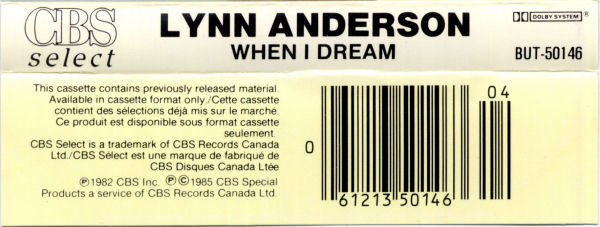 CBS
select
LYNN ANDERSON
WHEN I DREAM
DOLBY SYSTEM ®
BUT-50146
This cassette contains previously released material.
Available in cassette format only./Cette cassette
contient des sélections déjà mis sur le marché.
Ce produit est disponible sous format cassette
seulement.
CBS Select is a trademark of CBS Records Canada
Ltd./CBS Sélect est une marque de fabriqué de
CBS Disques Canada Ltée
℗1982 CBS Inc. ℗©1985 CBS Special
Products a service of CBS Records Canada Ltd.
04
0
61213 50146